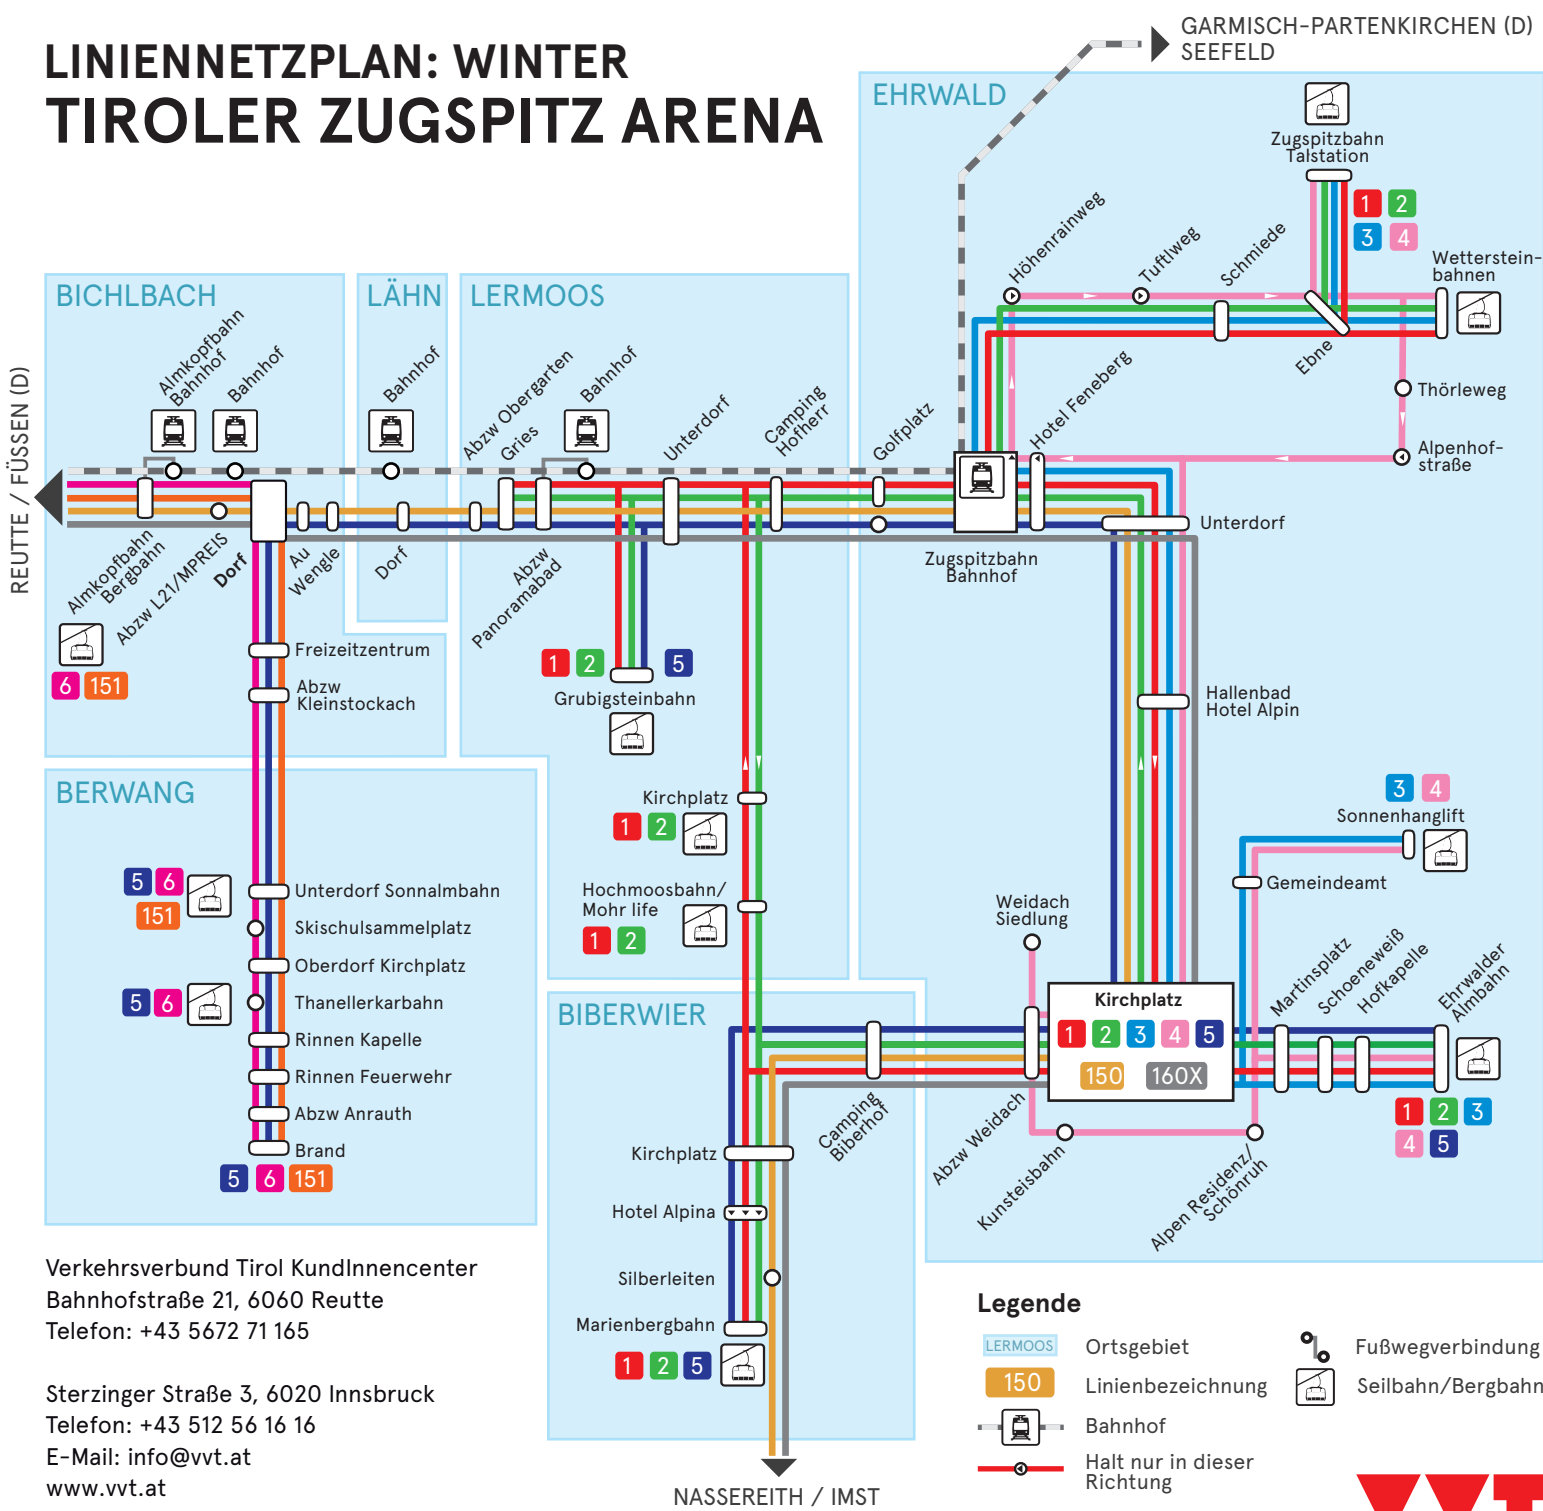 LINIENNETZPLAN: WINTER
TIROLER ZUGSPITZ ARENA
GARMISCH-PARTENKIRCHEN (D)
SEEFELD
EHRWALD
Zugspitzbahn
Talstation
1 2
3 4
Höhenrainweg
Tuftlweg
Schmiede
Wetterstein-
bahnen
Ebne
Thörleweg
Alpenhof-
straße
Hotel Feneberg
Golfplatz
Zugspitzbahn
Bahnhof
Unterdorf
Hallenbad
Hotel Alpin
BICHLBACH
LÄHN
LERMOOS
REUTTE / FÜSSEN (D)
Almkopfbahn
Bahnhof
Bahnhof
Bahnhof
Abzw Obergarten
Gries
Bahnhof
Unterdorf
Camping
Hofherr
Almkopfbahn
Bergbahn
Abzw L21/MPREIS
Dorf
Au
Wengle
Dorf
Abzw
Panoramabad
6 151
Freizeitzentrum
Abzw
Kleinstockach
1 2 5
Grubigsteinbahn
Kirchplatz
1 2
Hochmoosbahn/
Mohr life
1 2
BERWANG
5 6
151
Unterdorf Sonnalmbahn
Skischulsammelplatz
Oberdorf Kirchplatz
5 6
Thanellerkarbahn
Rinnen Kapelle
Rinnen Feuerwehr
Abzw Anrauth
Brand
5 6 151
BIBERWIER
Camping
Biberhof
Kirchplatz
Hotel Alpina
Silberleiten
Marienbergbahn
1 2 5
NASSEREITH / IMST
3 4
Sonnenhanglift
Gemeindeamt
Weidach
Siedlung
Kirchplatz
1 2 3 4 5
150 160X
Martinsplatz
Schoeneweiß
Hofkapelle
Ehrwalder
Almbahn
1 2 3
4 5
Abzw Weidach
Kunsteisbahn
Alpen Residenz/
Schönruh
Verkehrsverbund Tirol KundInnencenter
Bahnhofstraße 21, 6060 Reutte
Telefon: +43 5672 71 165
Sterzinger Straße 3, 6020 Innsbruck
Telefon: +43 512 56 16 16
E-Mail: info@vvt.at
www.vvt.at
Legende
LERMOOS Ortsgebiet
150 Linienbezeichnung
Bahnhof
Halt nur in dieser
Richtung
Fußwegverbindung
Seilbahn/Bergbahn
VVT